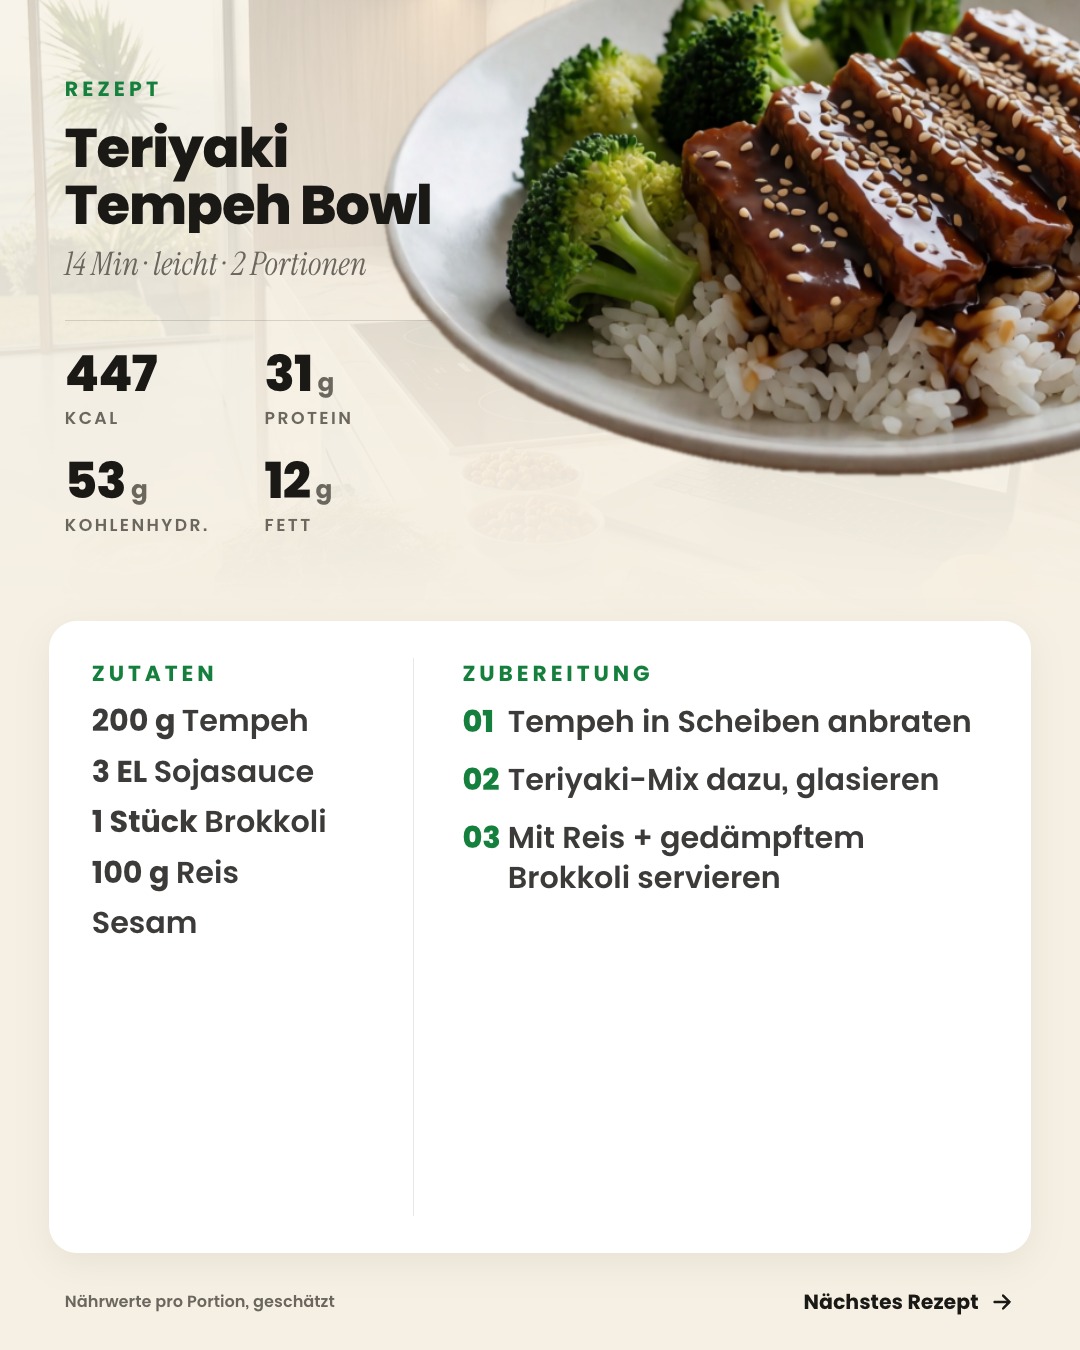 REZEPT
Teriyaki
Tempeh Bowl
14 Min · leicht · 2 Portionen
447
KCAL
31 g
PROTEIN
53 g
KOHLENHYDR.
12 g
FETT
ZUTATEN
200 g Tempeh
3 EL Sojasauce
1 Stück Brokkoli
100 g Reis
Sesam
ZUBEREITUNG
01 Tempeh in Scheiben anbraten
02 Teriyaki-Mix dazu, glasieren
03 Mit Reis + gedämpftem
Brokkoli servieren
Nährwerte pro Portion, geschätzt
Nächstes Rezept →